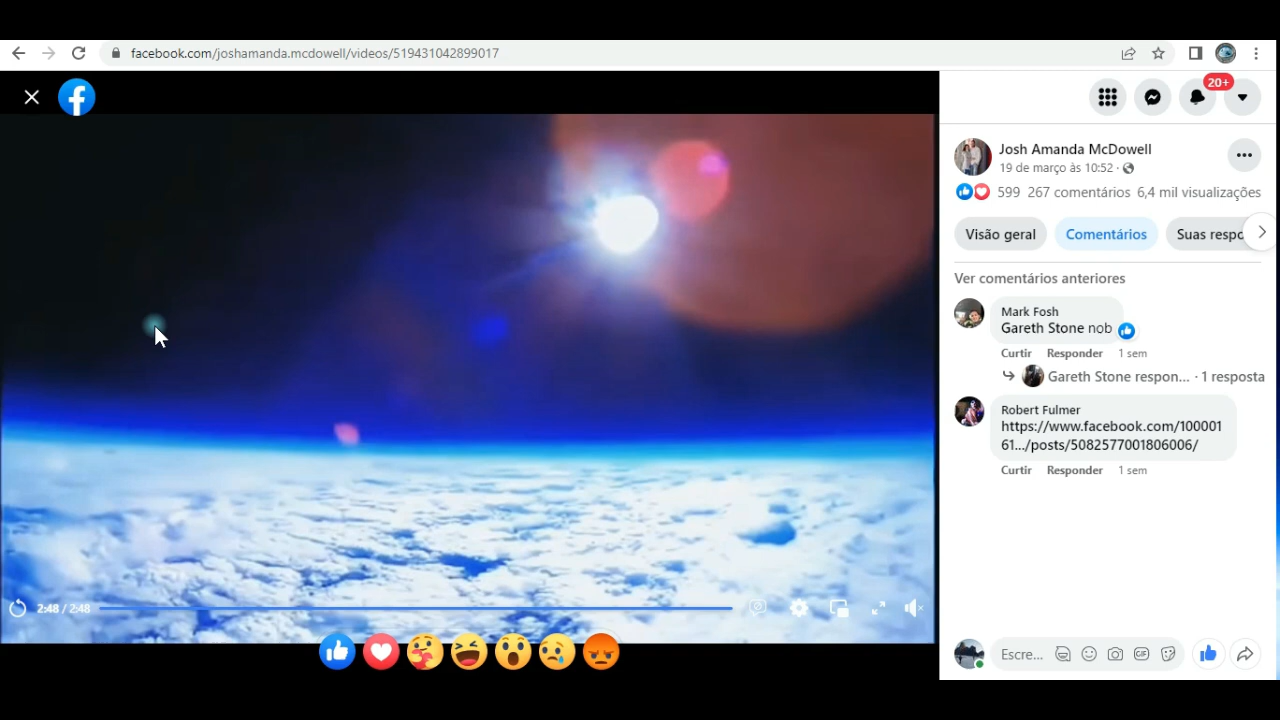 facebook.com/joshamanda.mcdowell/videos/519431042899017
20+
Josh Amanda McDowell
19 de março às 10:52 ·
599 267 comentários 6,4 mil visualizações
Visão geral Comentários Suas respo
Ver comentários anteriores
Mark Fosh
Gareth Stone nob
Curtir Responder 1 sem
Gareth Stone respon... · 1 resposta
Robert Fulmer
https://www.facebook.com/100001
61.../posts/5082577001806006/
Curtir Responder 1 sem
2:48 / 2:48
Escre... GIF